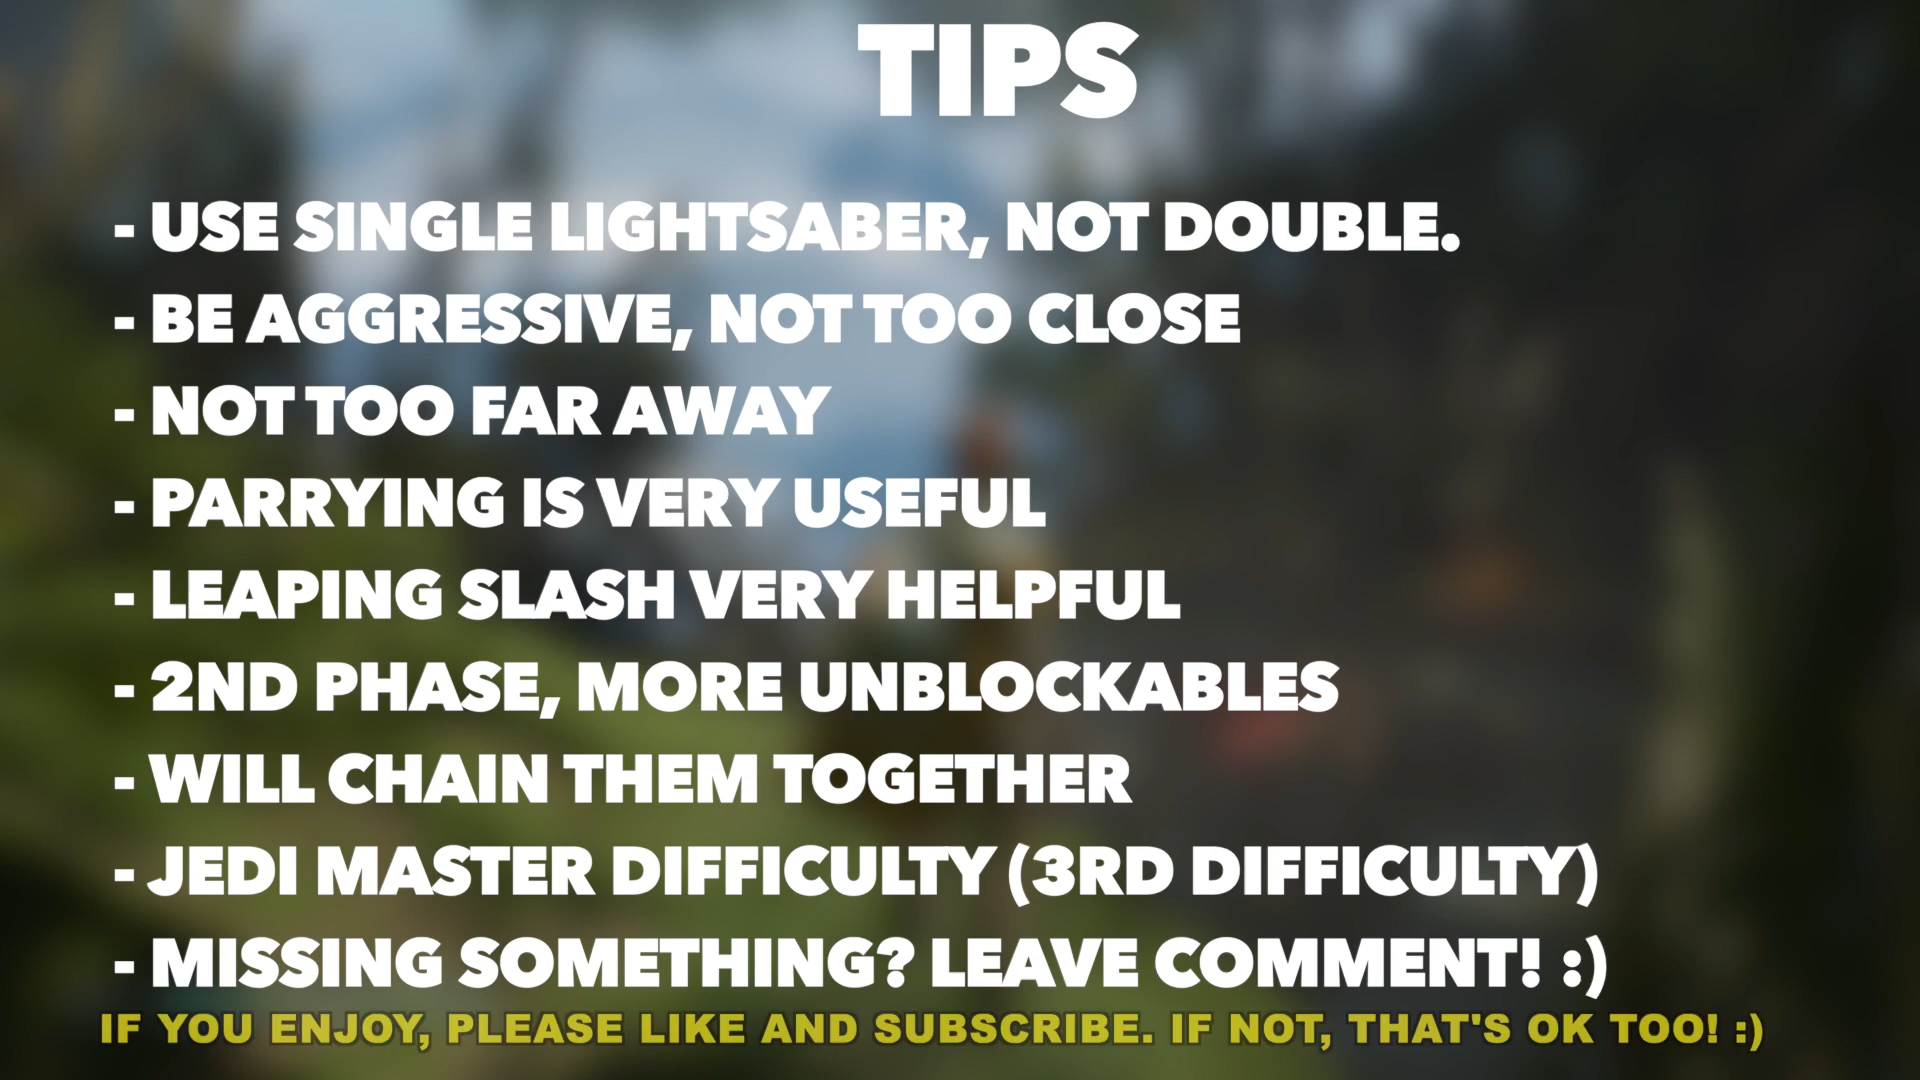 TIPS
- USE SINGLE LIGHTSABER, NOT DOUBLE.
- BE AGGRESSIVE, NOT TOO CLOSE
- NOT TOO FAR AWAY
- PARRYING IS VERY USEFUL
- LEAPING SLASH VERY HELPFUL
- 2ND PHASE, MORE UNBLOCKABLES
- WILL CHAIN THEM TOGETHER
- JEDI MASTER DIFFICULTY (3RD DIFFICULTY)
- MISSING SOMETHING? LEAVE COMMENT! :)
IF YOU ENJOY, PLEASE LIKE AND SUBSCRIBE. IF NOT, THAT'S OK TOO! :)